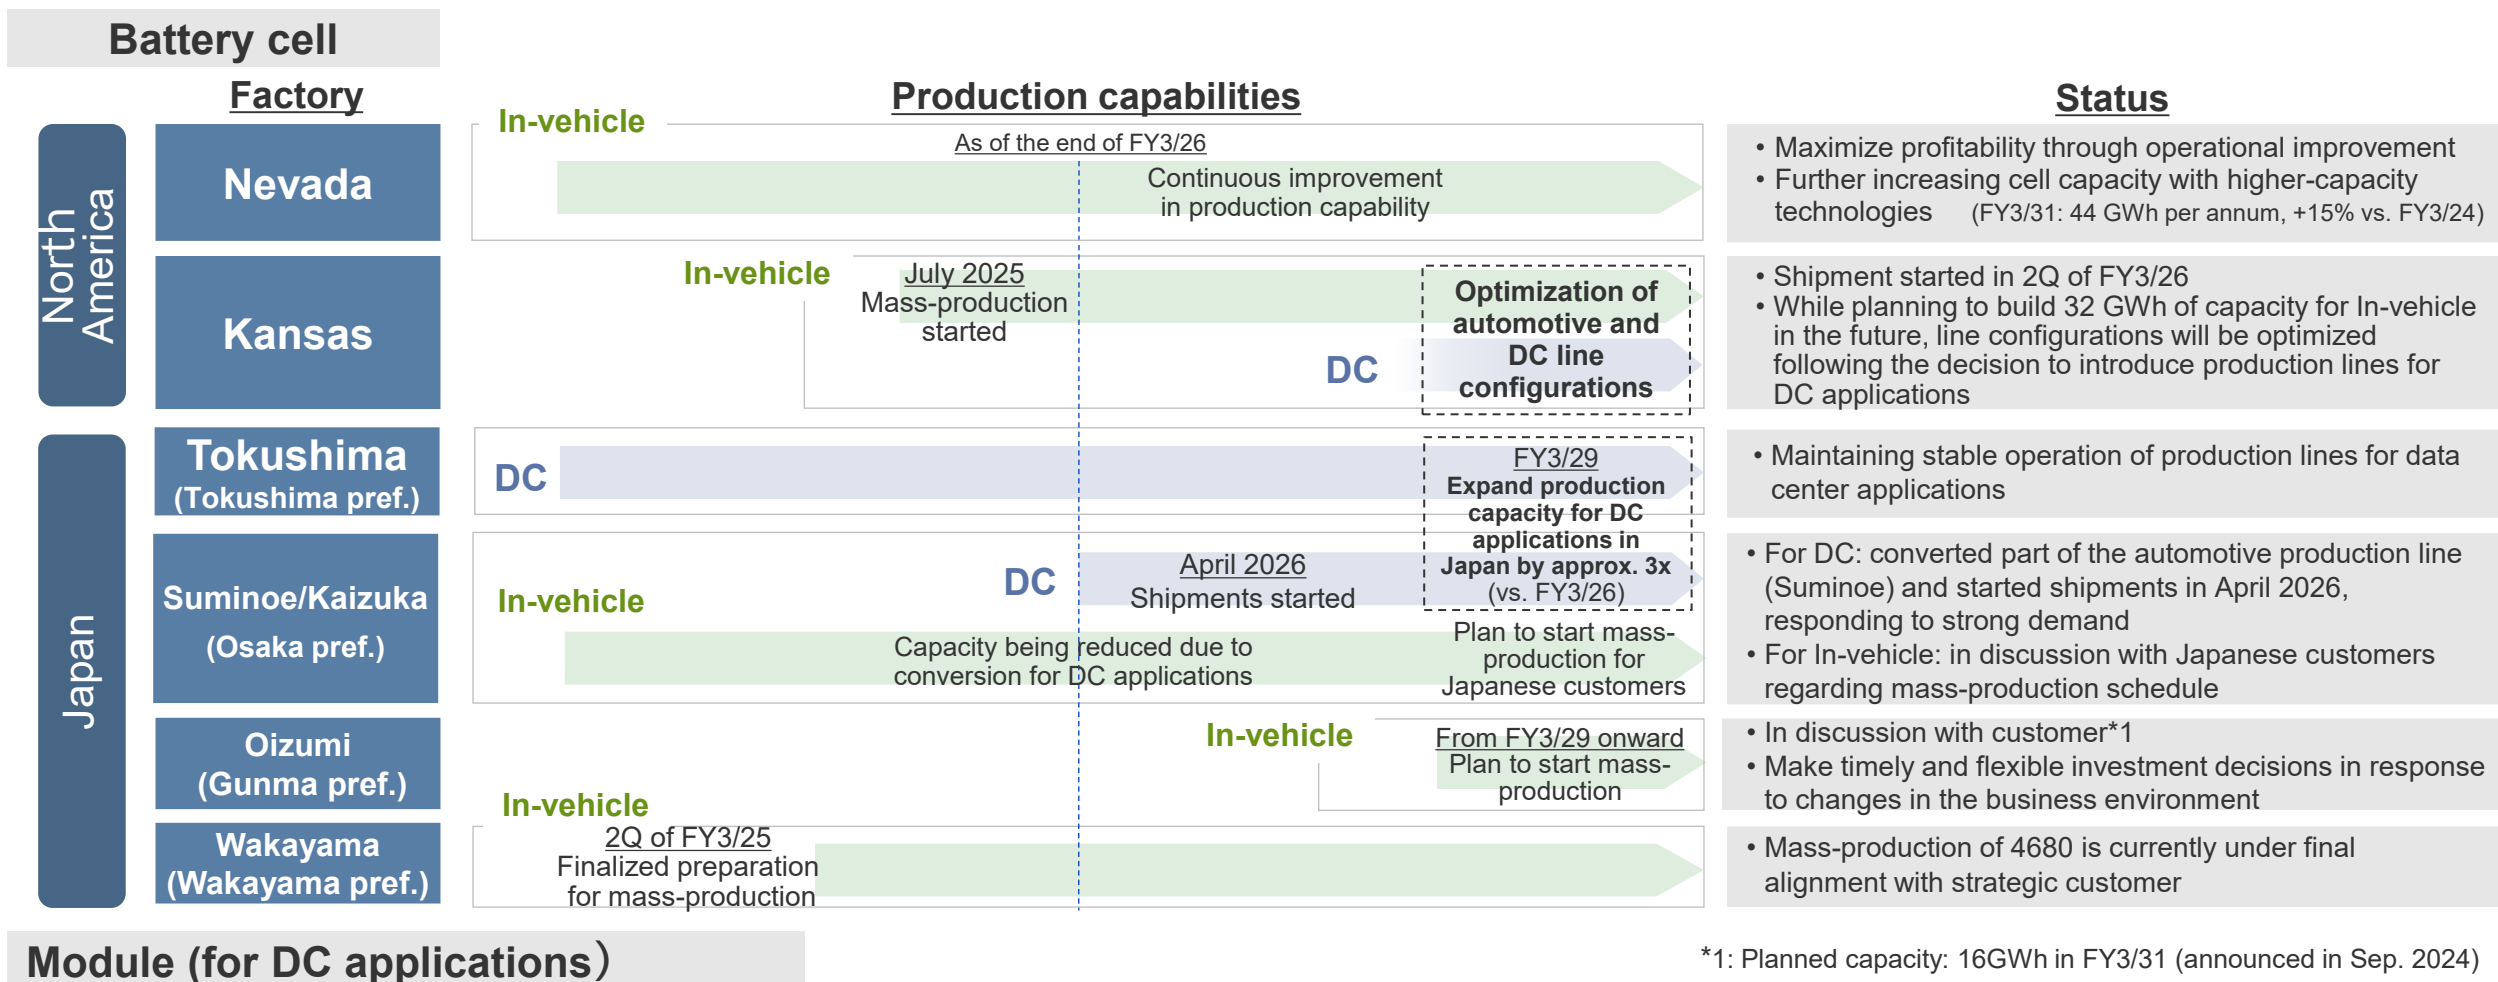 Battery cell
Factory
Production capabilities
Status
North
America
Nevada
In-vehicle
As of the end of FY3/26
Continuous improvement
in production capability
• Maximize profitability through operational improvement
• Further increasing cell capacity with higher-capacity
technologies (FY3/31: 44 GWh per annum, +15% vs. FY3/24)
Kansas
In-vehicle
July 2025
Mass-production
started
DC
Optimization of
automotive and
DC line
configurations
• Shipment started in 2Q of FY3/26
• While planning to build 32 GWh of capacity for In-vehicle
in the future, line configurations will be optimized
following the decision to introduce production lines for
DC applications
Japan
Tokushima
(Tokushima pref.)
DC
FY3/29
Expand production
capacity for DC
applications in
Japan by approx. 3x
(vs. FY3/26)
• Maintaining stable operation of production lines for data
center applications
Suminoe/Kaizuka
(Osaka pref.)
In-vehicle
DC
April 2026
Shipments started
Capacity being reduced due to
conversion for DC applications
Plan to start mass-
production for
Japanese customers
• For DC: converted part of the automotive production line
(Suminoe) and started shipments in April 2026,
responding to strong demand
• For In-vehicle: in discussion with Japanese customers
regarding mass-production schedule
Oizumi
(Gunma pref.)
In-vehicle
From FY3/29 onward
Plan to start mass-
production
• In discussion with customer*1
• Make timely and flexible investment decisions in response
to changes in the business environment
Wakayama
(Wakayama pref.)
In-vehicle
2Q of FY3/25
Finalized preparation
for mass-production
• Mass-production of 4680 is currently under final
alignment with strategic customer
Module (for DC applications）
*1: Planned capacity: 16GWh in FY3/31 (announced in Sep. 2024)